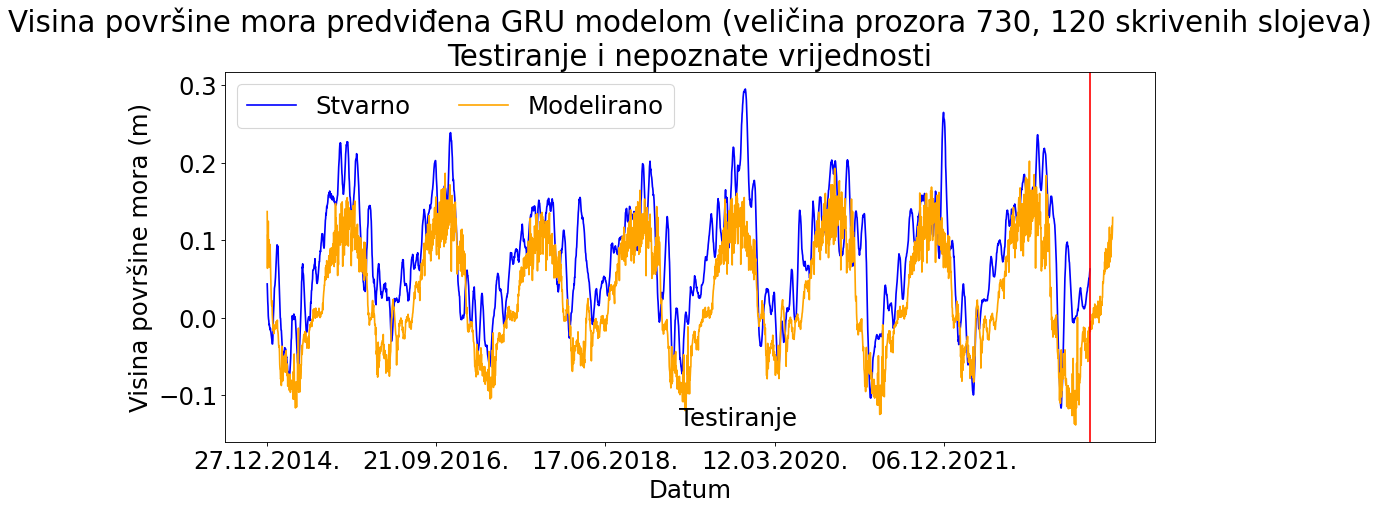 Visina površine mora predviđena GRU modelom (veličina prozora 730, 120 skrivenih slojeva)
Testiranje i nepoznate vrijednosti
Stvarno Modelirano
Visina površine mora (m)
0.3
0.2
0.1
0.0
−0.1
Testiranje
27.12.2014. 21.09.2016. 17.06.2018. 12.03.2020. 06.12.2021.
Datum